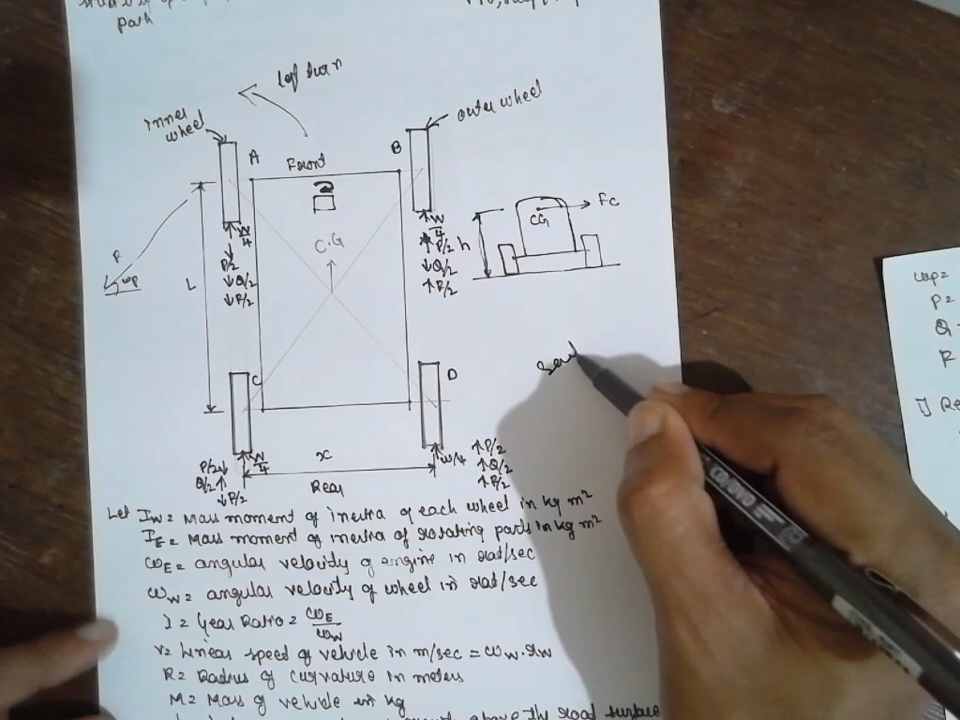 path
left turn
inner
wheel
outer wheel
A
Front
B
W/4
P/2
Q/2
R/2
C.G
W/4
P/2
Q/2
R/2
h
CG
Fc
R
ωp
L
C
D
W/4
P/2
Q/2
R/2
x
W/4
P/2
Q/2
R/2
Rear
Let Iw = Mass moment of inertia of each wheel in kg m²
IE = Mass moment of inertia of rotating parts in kg m²
ωE = angular velocity of engine in rad/sec
ωw = angular velocity of wheel in rad/sec
= Gear Ratio = ωE/ωw
v = Linear speed of vehicle in m/sec = ωw.rw
R = Radius of curvature in meters
M = Mass of vehicle in kg
above the road surface
ωp =
P =
Q
R
CD/DVD